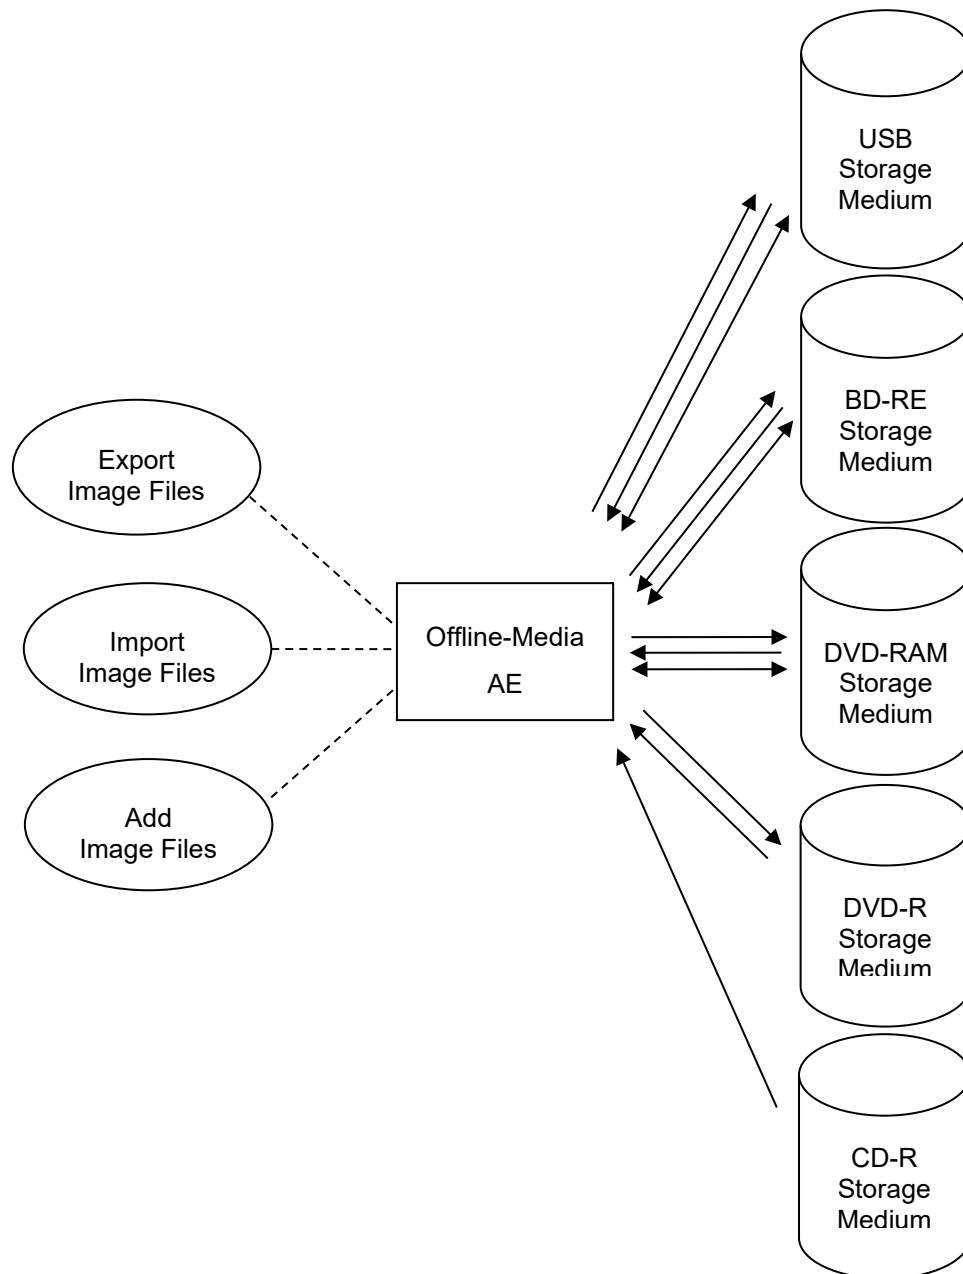 USB
Storage
Medium
BD-RE
Storage
Medium
Export
Image Files
Import
Image Files
Offline-Media
AE
DVD-RAM
Storage
Medium
Add
Image Files
DVD-R
Storage
Medium
CD-R
Storage
Medium